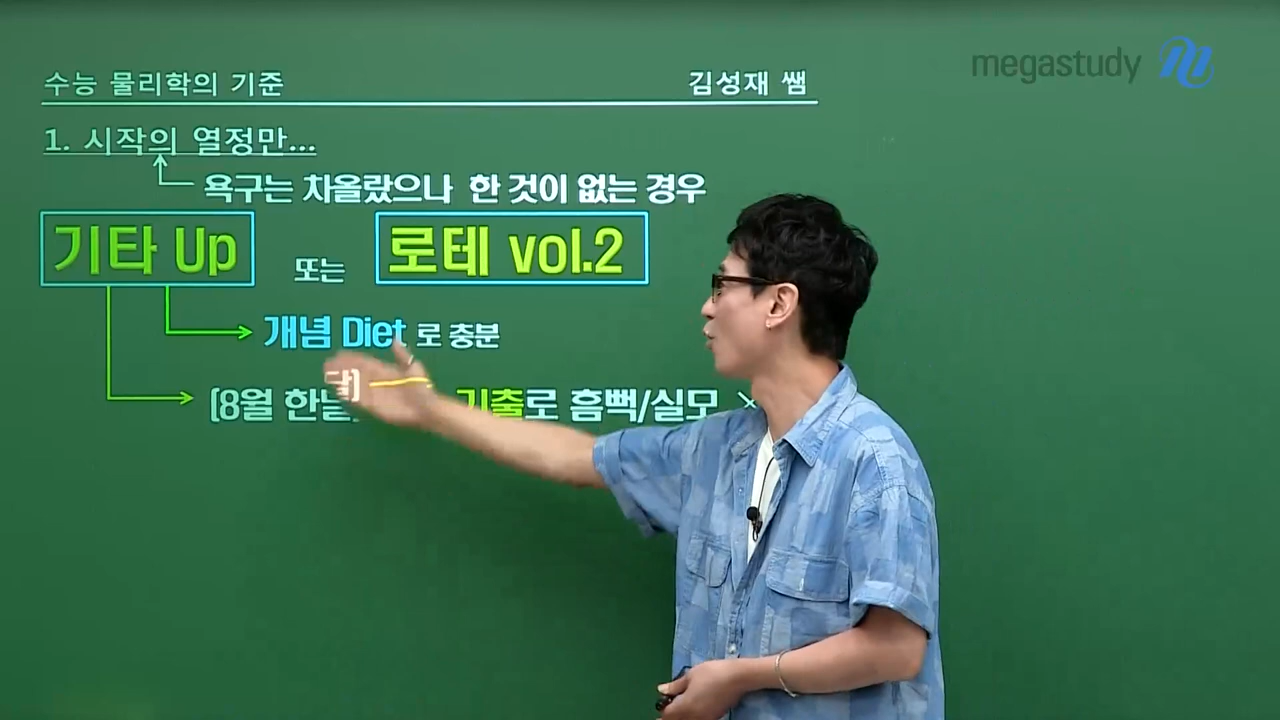 megastudy
수능 물리학의 기준 김성재 쌤
1. 시작의 열정만...
욕구는 차올랐으나 한 것이 없는 경우
기타 Up 또는 로테 vol.2
개념 Diet 로 충분
[8월 한달] 기출로 흠뻑/실모 ×